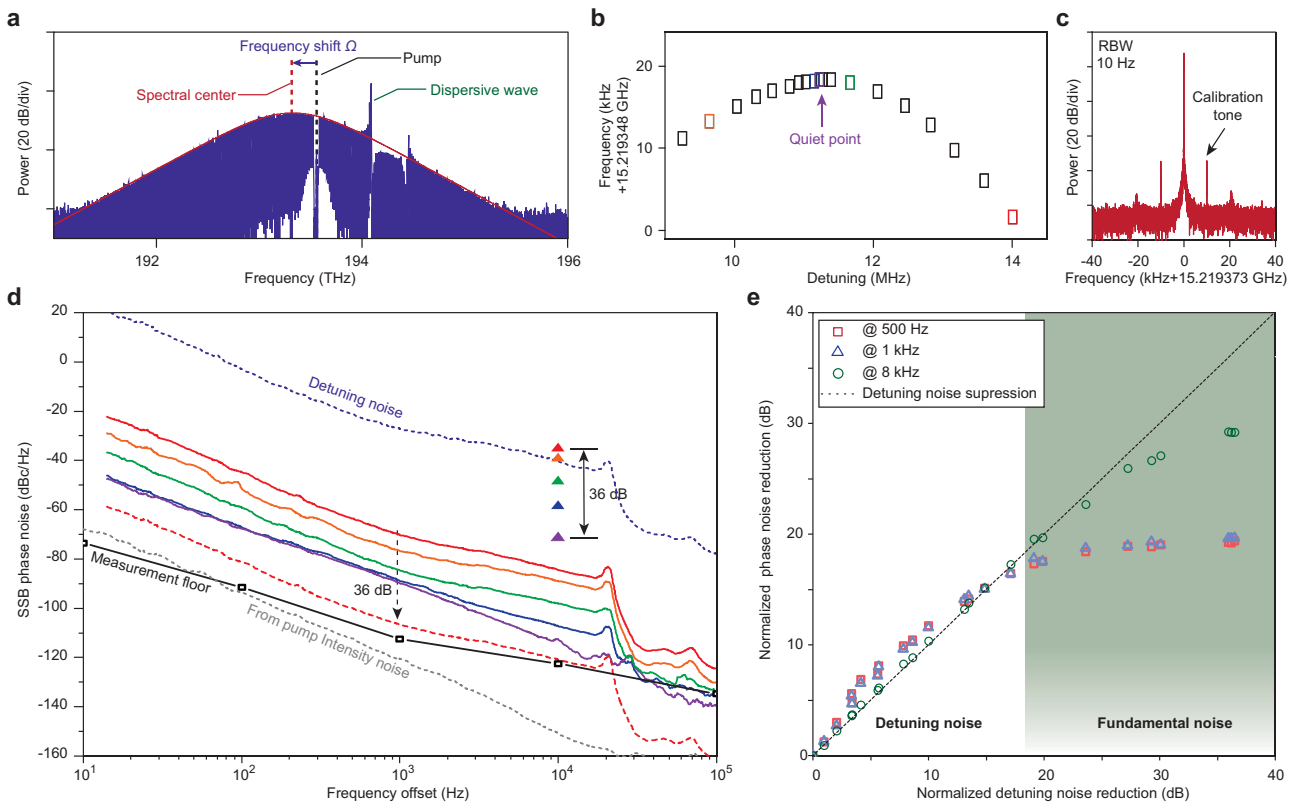 a
Frequency shift Ω
Pump
Spectral center
Dispersive wave
Power (20 dB/div)
192
194
196
Frequency (THz)
b
Frequency (kHz
+15.219348 GHz)
20
10
0
Quiet point
10
12
14
Detuning (MHz)
c
RBW
10 Hz
Calibration
tone
Power (20 dB/div)
-40
-20
0
20
40
Frequency (kHz+15.219373 GHz)
d
SSB phase noise (dBc/Hz)
20
0
-20
-40
-60
-80
-100
-120
-140
-160
Detuning noise
36 dB
36 dB
Measurement floor
From pump Intensity noise
10¹
10²
10³
10⁴
10⁵
Frequency offset (Hz)
e
Normalized phase noise reduction (dB)
40
30
20
10
0
@ 500 Hz
@ 1 kHz
@ 8 kHz
Detuning noise supression
Detuning noise
Fundamental noise
0
10
20
30
40
Normalized detuning noise reduction (dB)